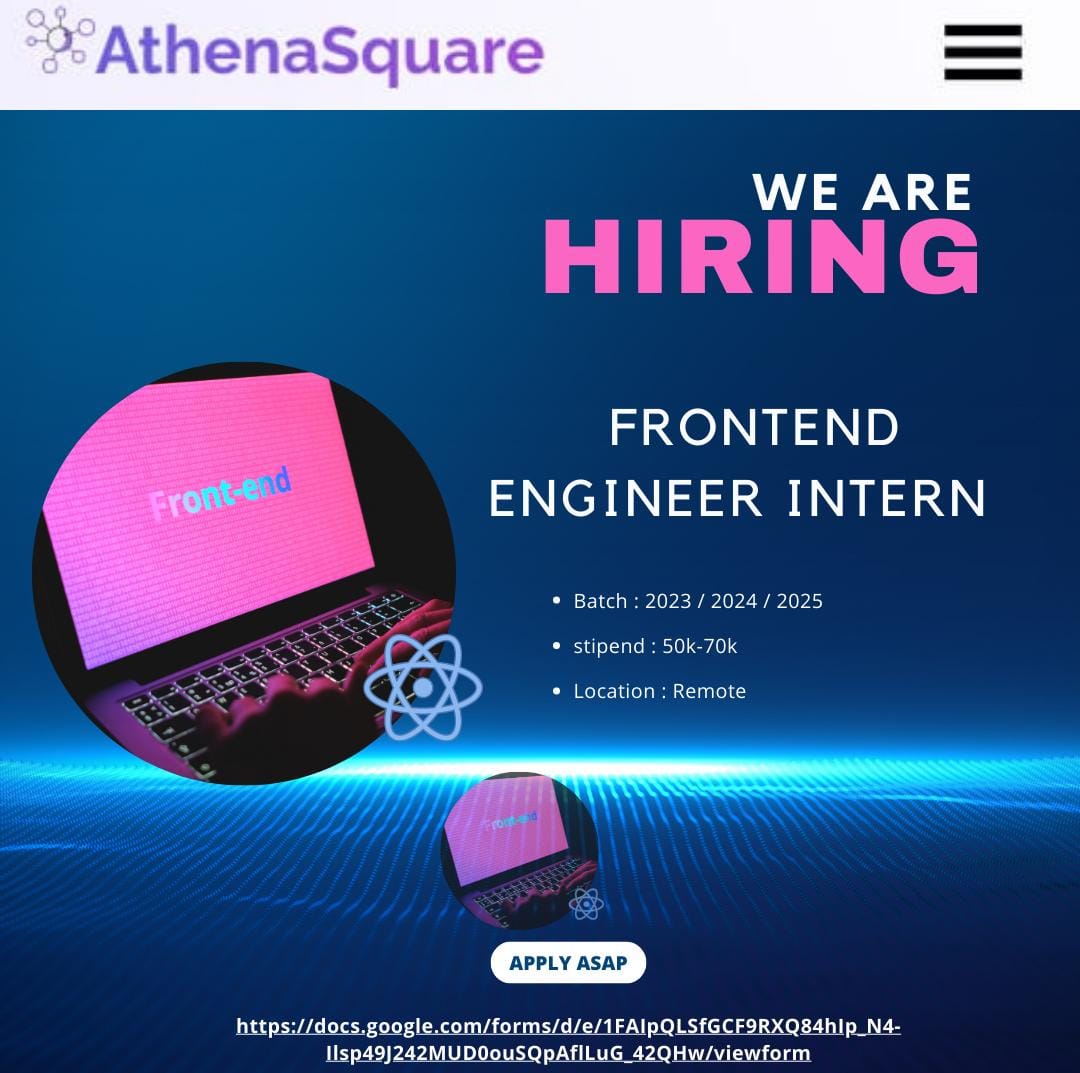 AthenaSquare
WE ARE
HIRING
FRONTEND
ENGINEER INTERN
Front-end
Batch : 2023 / 2024 / 2025
stipend : 50k-70k
Location : Remote
Front-end
APPLY ASAP
https://docs.google.com/forms/d/e/1FAIpQLSfGCF9RXQ84hIp_N4-
Ilsp49J242MUD0ouSQpAflLuG_42QHw/viewform